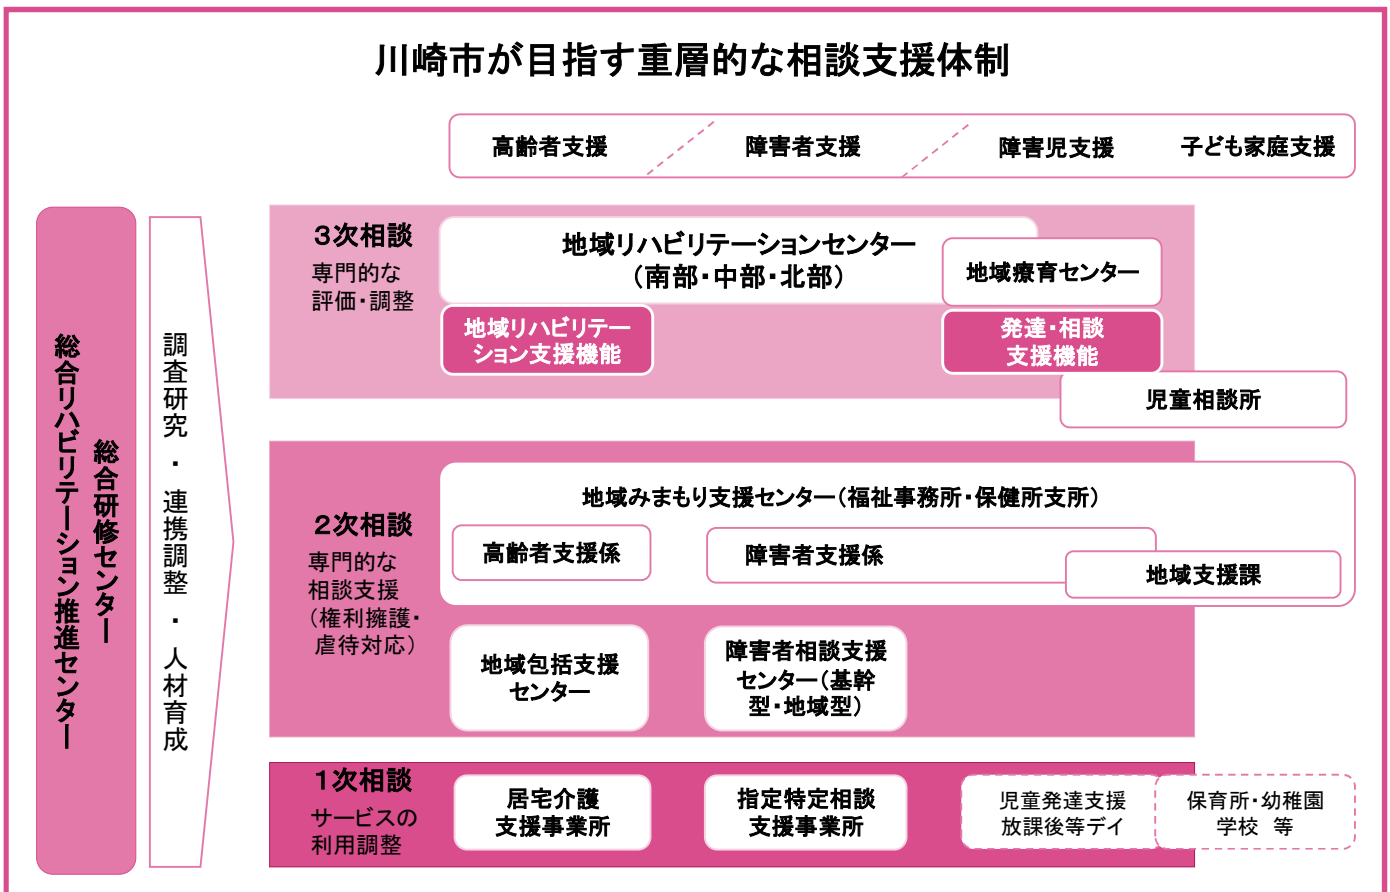 川崎市が目指す重層的な相談支援体制
高齢者支援
障害者支援
障害児支援
子ども家庭支援
総合研修センター
総合リハビリテーション推進センター
調査研究・連携調整・人材育成
３次相談
専門的な
評価・調整
地域リハビリテーションセンター
（南部・中部・北部）
地域療育センター
地域リハビリテー
ション支援機能
発達・相談
支援機能
児童相談所
２次相談
専門的な
相談支援
（権利擁護・
虐待対応）
地域みまもり支援センター（福祉事務所・保健所支所）
高齢者支援係
障害者支援係
地域支援課
地域包括支援
センター
障害者相談支援
センター（基幹
型・地域型）
１次相談
サービスの
利用調整
居宅介護
支援事業所
指定特定相談
支援事業所
児童発達支援
放課後等デイ
保育所・幼稚園
学校　等